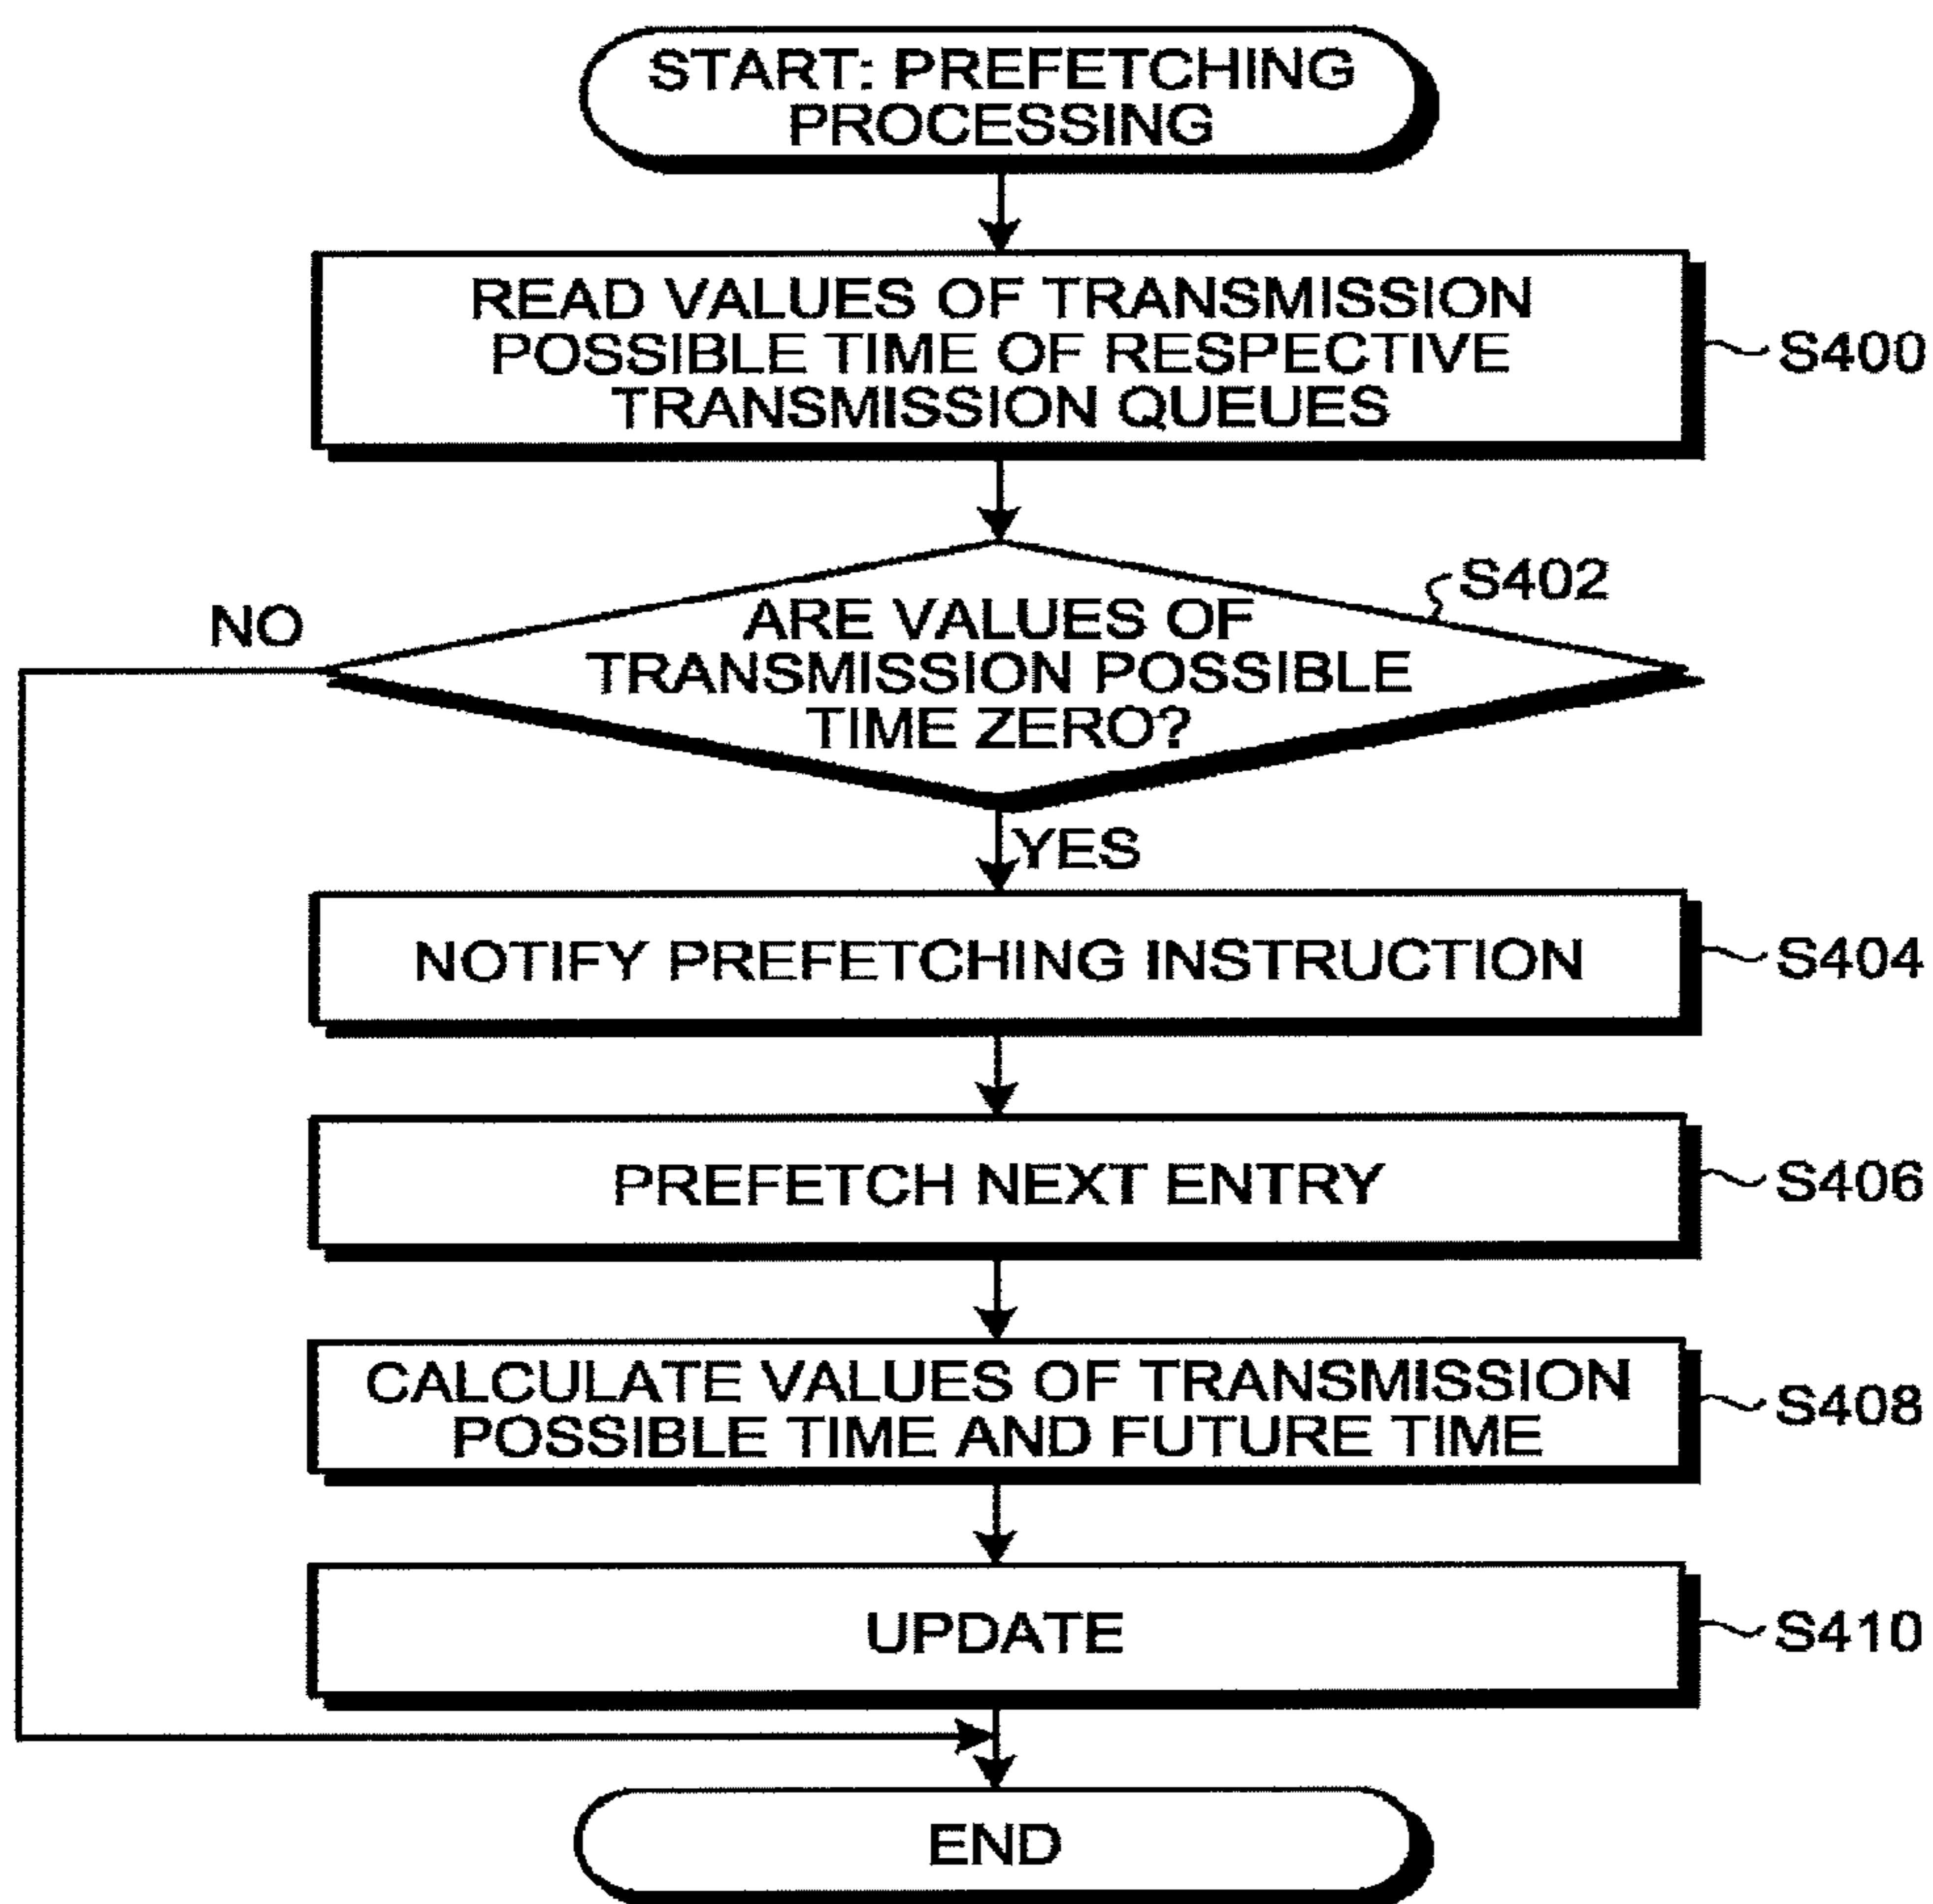 START: PREFETCHING
PROCESSING
READ VALUES OF TRANSMISSION
POSSIBLE TIME OF RESPECTIVE
TRANSMISSION QUEUES
S400
S402
NO
ARE VALUES OF
TRANSMISSION POSSIBLE
TIME ZERO?
YES
NOTIFY PREFETCHING INSTRUCTION
S404
PREFETCH NEXT ENTRY
S406
CALCULATE VALUES OF TRANSMISSION
POSSIBLE TIME AND FUTURE TIME
S408
UPDATE
S410
END